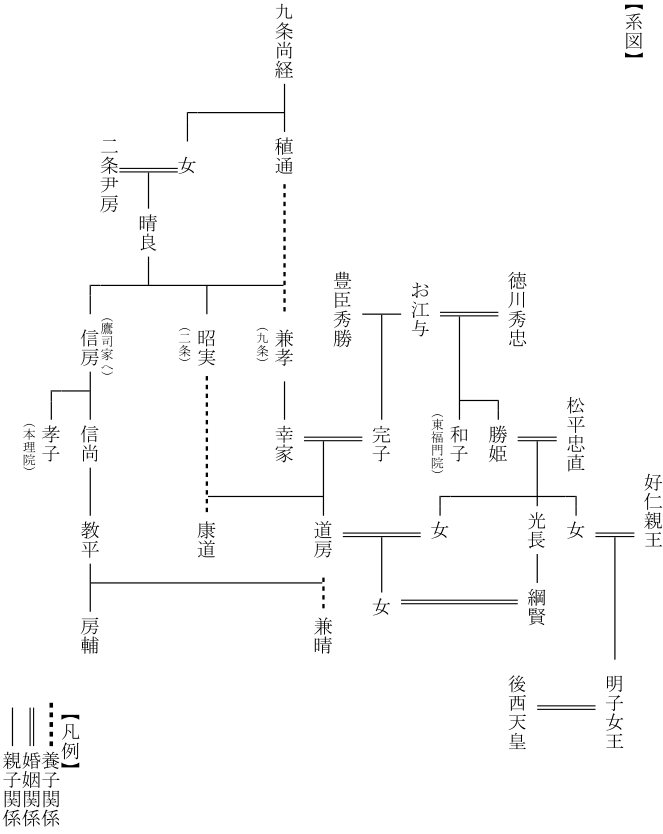 【系図】
九条尚経
稙通
女
二条尹房
晴良
徳川秀忠
お江与
豊臣秀勝
兼孝
（九条）
昭実
（二条）
（鷹司家へ）
信房
松平忠直
勝姫
和子
（東福門院）
完子
幸家
信尚
孝子
（本理院）
好仁親王
女
光長
女
道房
康道
教平
綱賢
女
兼晴
房輔
明子女王
後西天皇
【凡例】
養子関係
婚姻関係
親子関係